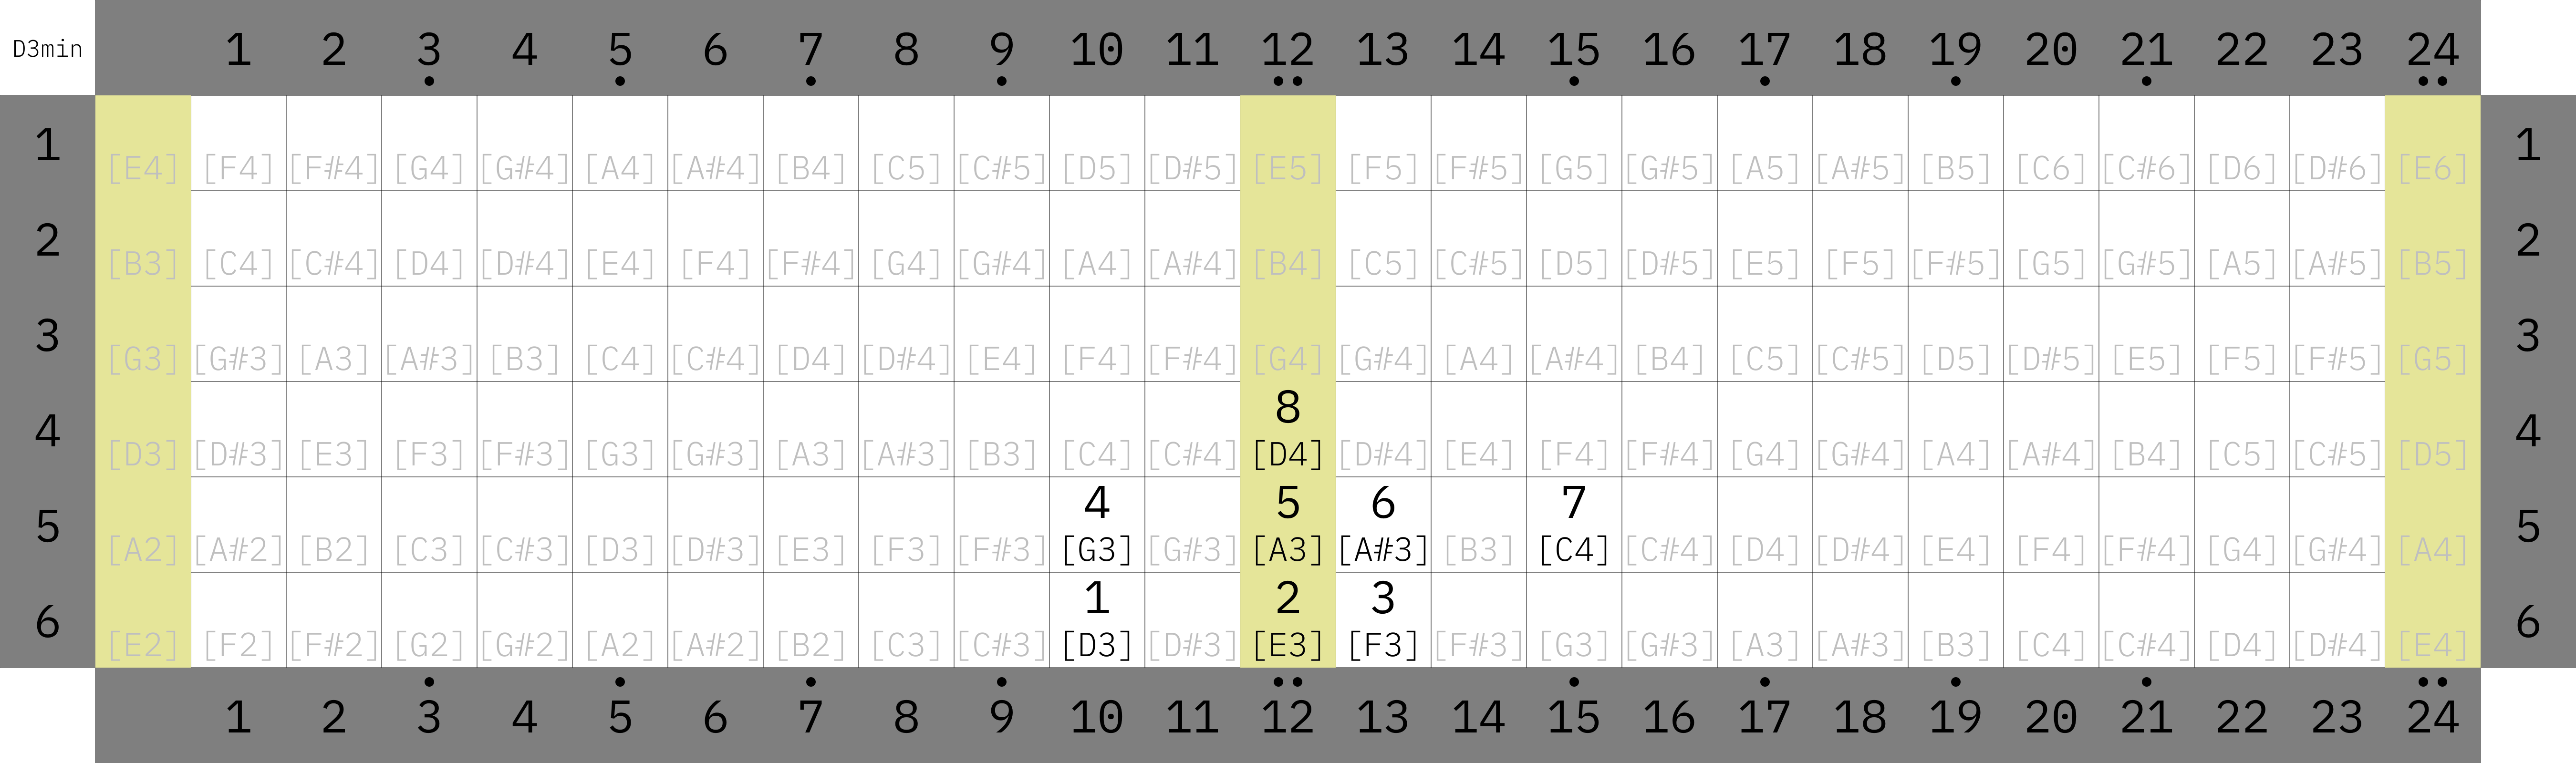 D3min 1 2 3 4 5 6 7 8 9 10 11 12 13 14 15 16 17 18 19 20 21 22 23 24
1 [E4] [F4] [F#4] [G4] [G#4] [A4] [A#4] [B4] [C5] [C#5] [D5] [D#5] [E5] [F5] [F#5] [G5] [G#5] [A5] [A#5] [B5] [C6] [C#6] [D6] [D#6] [E6] 1
2 [B3] [C4] [C#4] [D4] [D#4] [E4] [F4] [F#4] [G4] [G#4] [A4] [A#4] [B4] [C5] [C#5] [D5] [D#5] [E5] [F5] [F#5] [G5] [G#5] [A5] [A#5] [B5] 2
3 [G3] [G#3] [A3] [A#3] [B3] [C4] [C#4] [D4] [D#4] [E4] [F4] [F#4] [G4] [G#4] [A4] [A#4] [B4] [C5] [C#5] [D5] [D#5] [E5] [F5] [F#5] [G5] 3
8
4 [D3] [D#3] [E3] [F3] [F#3] [G3] [G#3] [A3] [A#3] [B3] [C4] [C#4] [D4] [D#4] [E4] [F4] [F#4] [G4] [G#4] [A4] [A#4] [B4] [C5] [C#5] [D5] 4
4 5 6 7
5 [A2] [A#2] [B2] [C3] [C#3] [D3] [D#3] [E3] [F3] [F#3] [G3] [G#3] [A3] [A#3] [B3] [C4] [C#4] [D4] [D#4] [E4] [F4] [F#4] [G4] [G#4] [A4] 5
1 2 3
6 [E2] [F2] [F#2] [G2] [G#2] [A2] [A#2] [B2] [C3] [C#3] [D3] [D#3] [E3] [F3] [F#3] [G3] [G#3] [A3] [A#3] [B3] [C4] [C#4] [D4] [D#4] [E4] 6
1 2 3 4 5 6 7 8 9 10 11 12 13 14 15 16 17 18 19 20 21 22 23 24